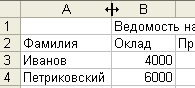 A B
1 Ведомость на
2 Фамилия Оклад Пр
3 Иванов 4000
4 Петриковский 6000